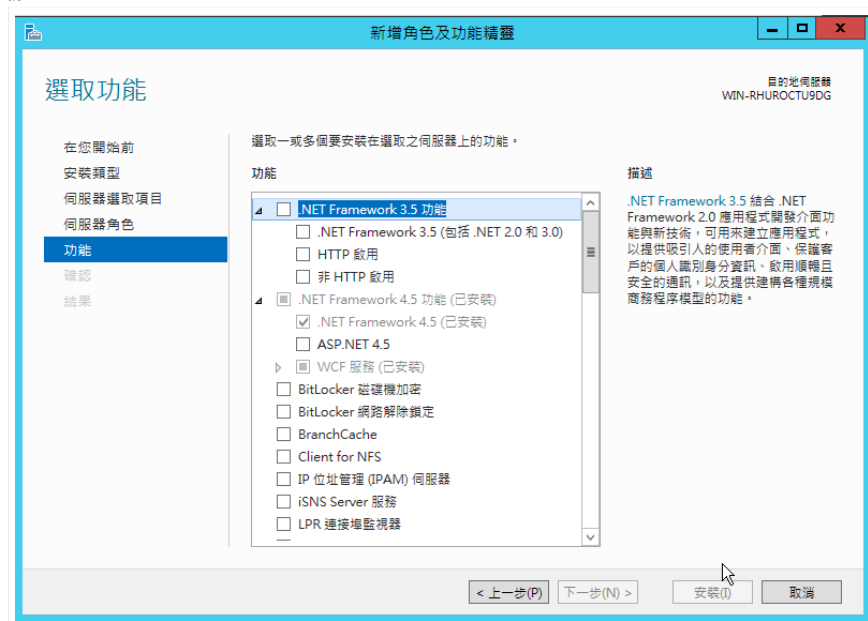 新增角色及功能精靈
選取功能
目的地伺服器
WIN-RHUROCTU9DG
在您開始前
安裝類型
伺服器選取項目
伺服器角色
功能
確認
結果
選取一或多個要安裝在選取之伺服器上的功能。
功能
.NET Framework 3.5 功能
.NET Framework 3.5 (包括 .NET 2.0 和 3.0)
HTTP 啟用
非 HTTP 啟用
.NET Framework 4.5 功能 (已安裝)
.NET Framework 4.5 (已安裝)
ASP.NET 4.5
WCF 服務 (已安裝)
BitLocker 磁碟機加密
BitLocker 網路解除鎖定
BranchCache
Client for NFS
IP 位址管理 (IPAM) 伺服器
iSNS Server 服務
LPR 連接埠監視器
描述
.NET Framework 3.5 結合 .NET
Framework 2.0 應用程式開發介面功
能與新技術，可用來建立應用程式，
以提供吸引人的使用者介面、保護客
戶的個人識別身分資訊、啟用順暢且
安全的通訊，以及提供建構各種規模
商務程序模型的功能。
< 上一步(P)
下一步(N) >
安裝(I)
取消